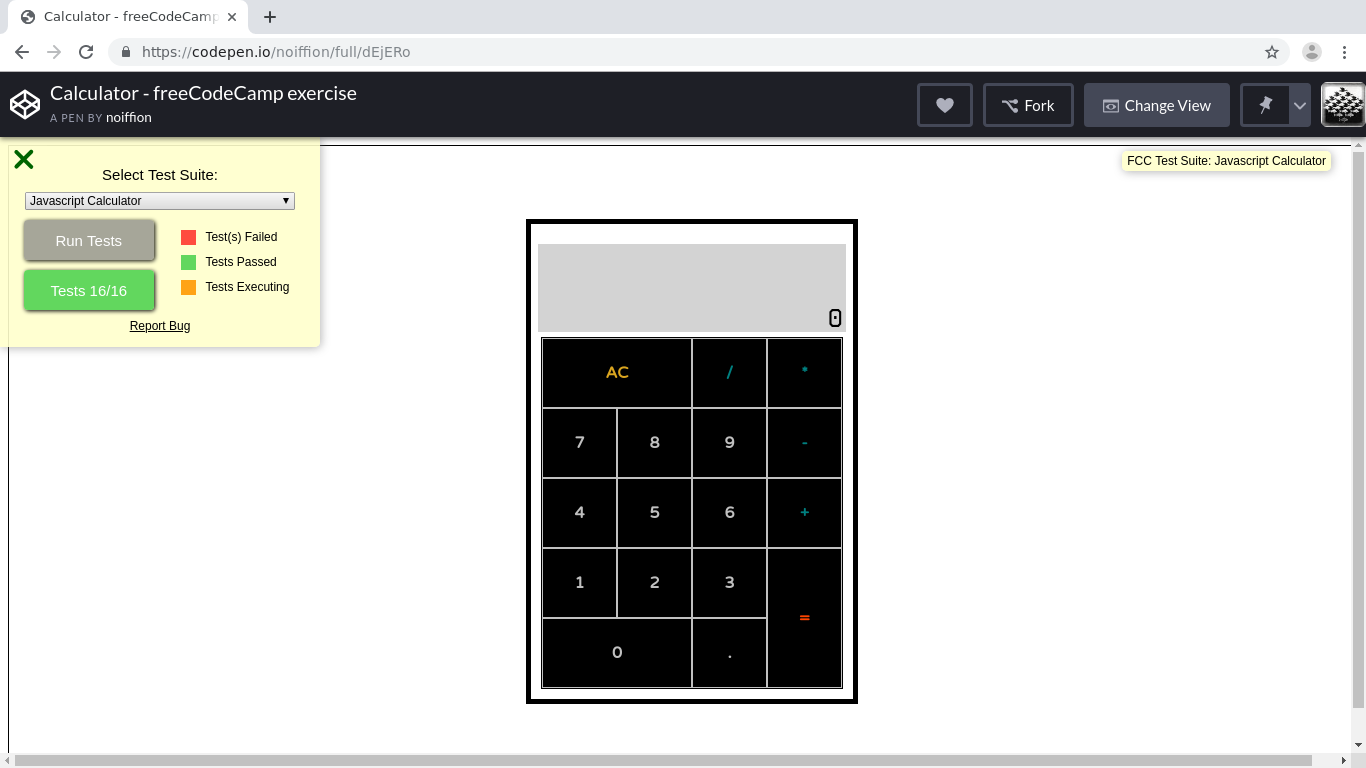 Calculator - freeCodeCamp
https://codepen.io/noiffion/full/dEjERo
Calculator - freeCodeCamp exercise
A PEN BY noiffion
Fork
Change View
Select Test Suite:
Javascript Calculator
Run Tests
Tests 16/16
Test(s) Failed
Tests Passed
Tests Executing
Report Bug
FCC Test Suite: Javascript Calculator
0
AC / *
7 8 9 -
4 5 6 +
1 2 3
=
0 .